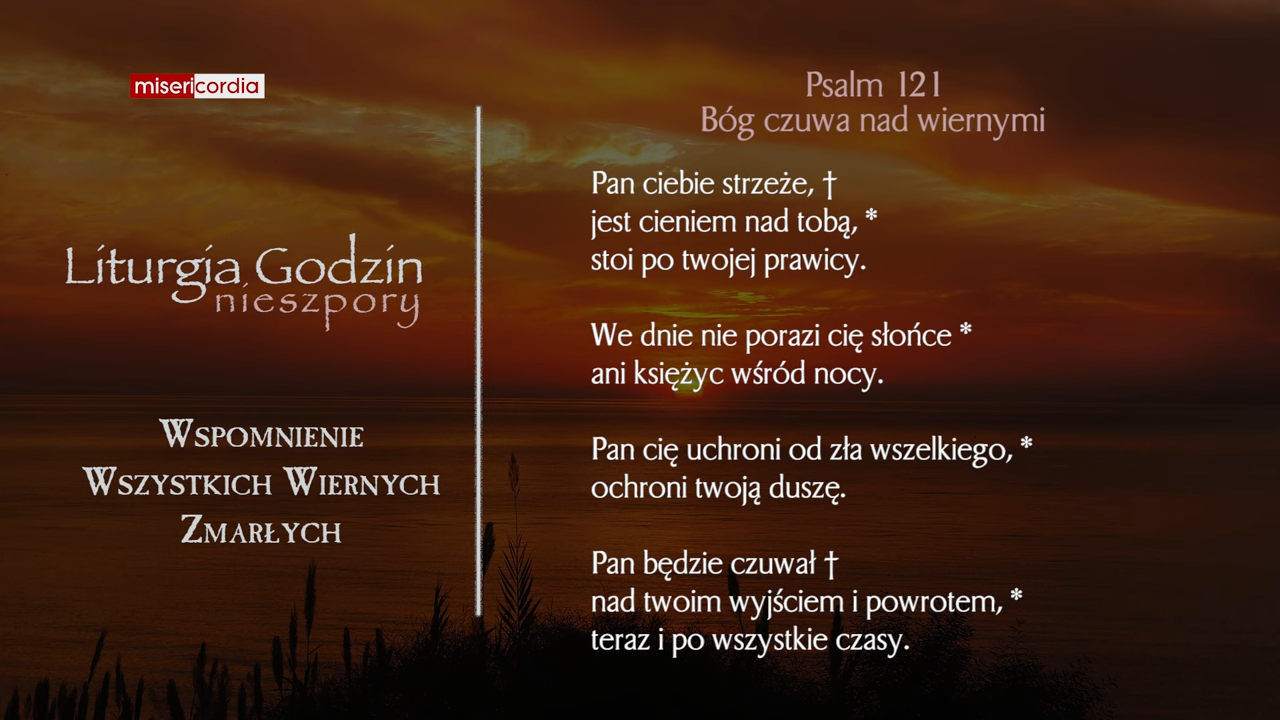 misericordia
Liturgia Godzin
nieszpory
Wspomnienie
Wszystkich Wiernych
Zmarłych
Psalm 121
Bóg czuwa nad wiernymi
Pan ciebie strzeże, †
jest cieniem nad tobą, *
stoi po twojej prawicy.
We dnie nie porazi cię słońce *
ani księżyc wśród nocy.
Pan cię uchroni od zła wszelkiego, *
ochroni twoją duszę.
Pan będzie czuwał †
nad twoim wyjściem i powrotem, *
teraz i po wszystkie czasy.